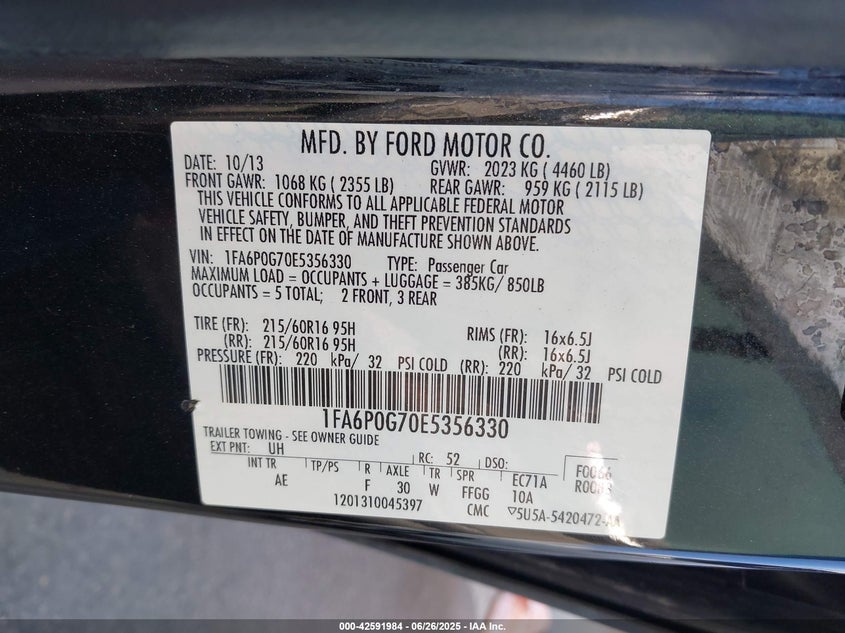 MFD. BY FORD MOTOR CO.
DATE: 10/13 GVWR: 2023 KG ( 4460 LB)
FRONT GAWR: 1068 KG ( 2355 LB) REAR GAWR: 959 KG ( 2115 LB)
THIS VEHICLE CONFORMS TO ALL APPLICABLE FEDERAL MOTOR
VEHICLE SAFETY, BUMPER, AND THEFT PREVENTION STANDARDS
IN EFFECT ON THE DATE OF MANUFACTURE SHOWN ABOVE.
VIN: 1FA6P0G70E5356330 TYPE: Passenger Car
MAXIMUM LOAD = OCCUPANTS + LUGGAGE = 385KG/ 850LB
OCCUPANTS = 5 TOTAL; 2 FRONT, 3 REAR
TIRE (FR): 215/60R16 95H RIMS (FR): 16x6.5J
(RR): 215/60R16 95H (RR): 16x6.5J
PRESSURE (FR): 220 kPa/ 32 PSI COLD (RR): 220 kPa/ 32 PSI COLD
1FA6P0G70E5356330
TRAILER TOWING - SEE OWNER GUIDE
EXT PNT: UH RC: 52 DSO: F0066
INT TR TP/PS R AXLE TR SPR EC71A
AE F 30 W FFGG 10A
1201310045397 CMC ▽5U5A-5420472-AA
000-42591984 | 06/26/2025 | IAA Inc.